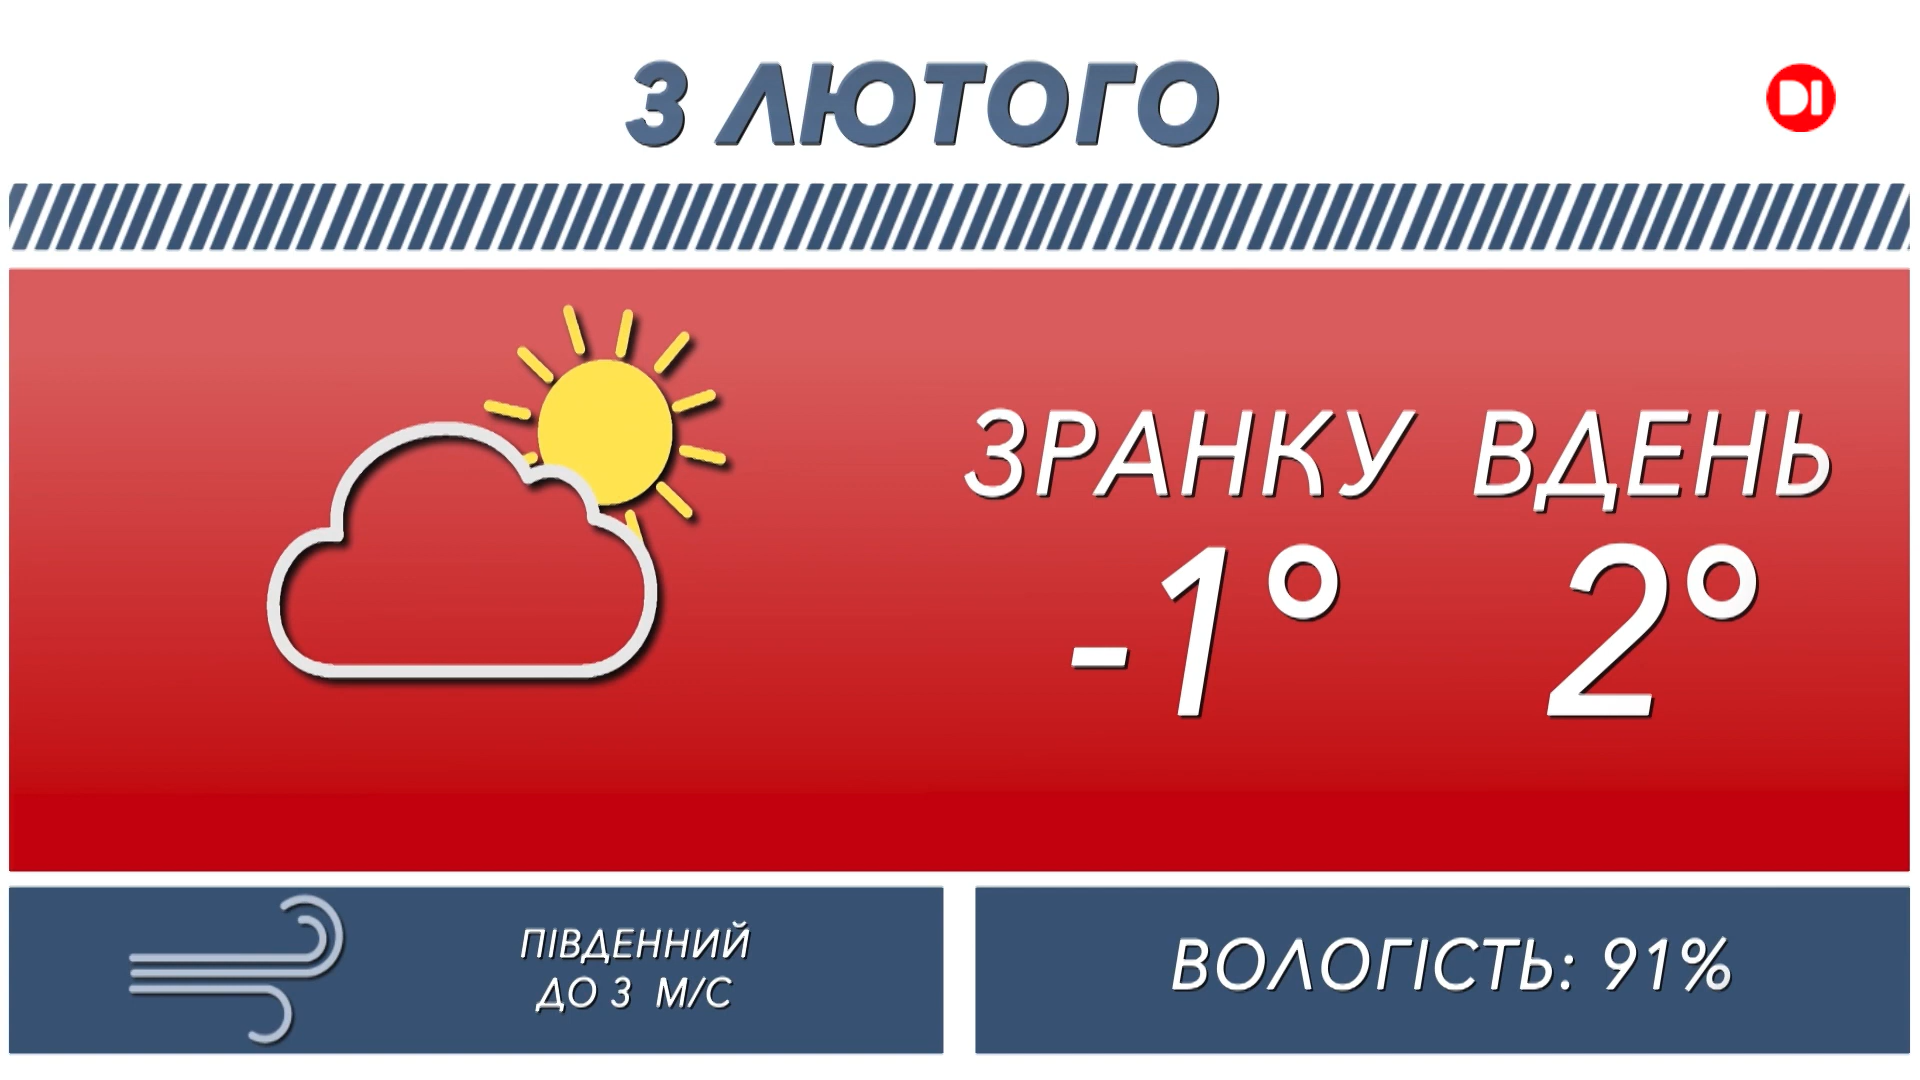 3 ЛЮТОГО
DI
ЗРАНКУ ВДЕНЬ
-1° 2°
ПІВДЕННИЙ
ДО 3 М/С
ВОЛОГІСТЬ: 91%